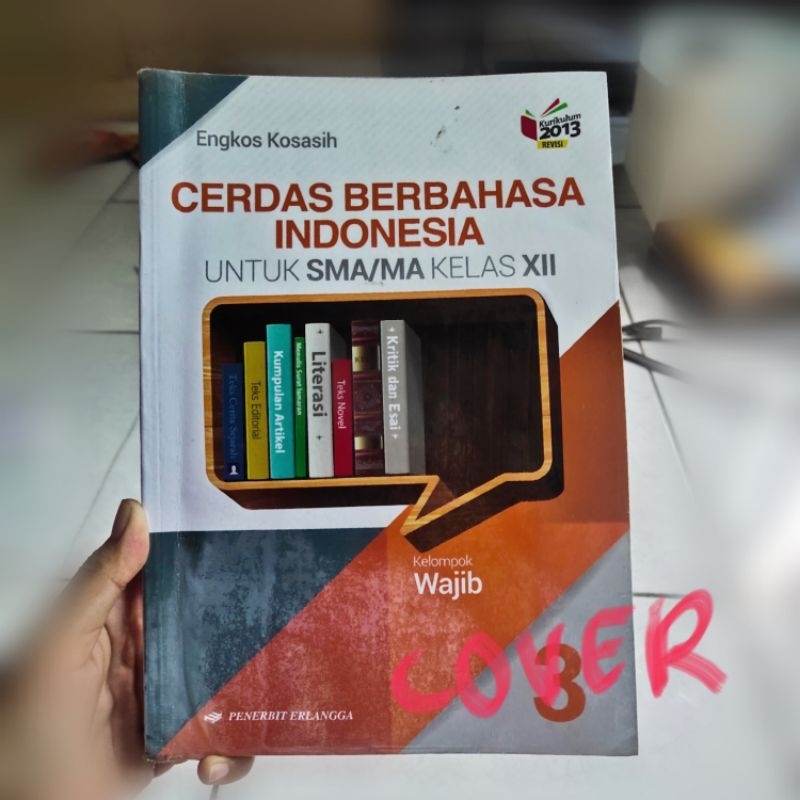 Engkos Kosasih
Kurikulum
2013
REVISI
CERDAS BERBAHASA
INDONESIA
UNTUK SMA/MA KELAS XII
Teks Cerita Sejarah
Teks Editorial
Kumpulan Artikel
Menulis Surat lamaran
Literasi
Teks Novel
Kritik dan Esai
Kelompok
Wajib
COVER
3
PENERBIT ERLANGGA